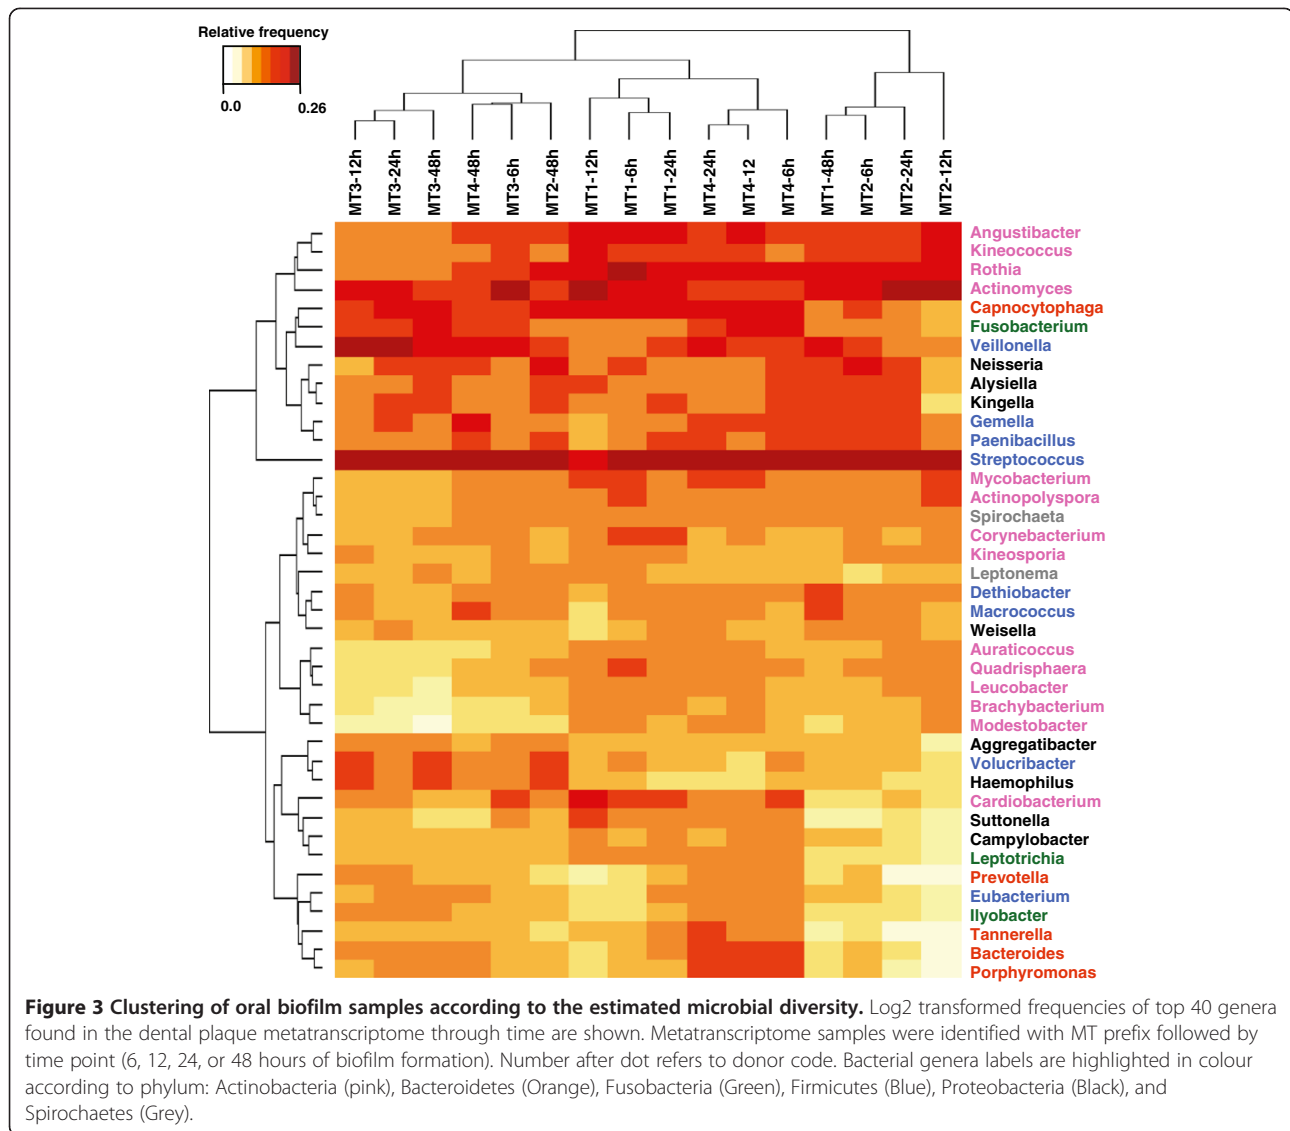 Relative frequency
0.0 0.26
MT3-12h
MT3-24h
MT3-48h
MT4-48h
MT3-6h
MT2-48h
MT1-12h
MT1-6h
MT1-24h
MT4-24h
MT4-12
MT4-6h
MT1-48h
MT2-6h
MT2-24h
MT2-12h
Angustibacter
Kineococcus
Rothia
Actinomyces
Capnocytophaga
Fusobacterium
Veillonella
Neisseria
Alysiella
Kingella
Gemella
Paenibacillus
Streptococcus
Mycobacterium
Actinopolyspora
Spirochaeta
Corynebacterium
Kineosporia
Leptonema
Dethiobacter
Macrococcus
Weisella
Auraticoccus
Quadrisphaera
Leucobacter
Brachybacterium
Modestobacter
Aggregatibacter
Volucribacter
Haemophilus
Cardiobacterium
Suttonella
Campylobacter
Leptotrichia
Prevotella
Eubacterium
Ilyobacter
Tannerella
Bacteroides
Porphyromonas
Figure 3 Clustering of oral biofilm samples according to the estimated microbial diversity. Log2 transformed frequencies of top 40 genera
found in the dental plaque metatranscriptome through time are shown. Metatranscriptome samples were identified with MT prefix followed by
time point (6, 12, 24, or 48 hours of biofilm formation). Number after dot refers to donor code. Bacterial genera labels are highlighted in colour
according to phylum: Actinobacteria (pink), Bacteroidetes (Orange), Fusobacteria (Green), Firmicutes (Blue), Proteobacteria (Black), and
Spirochaetes (Grey).